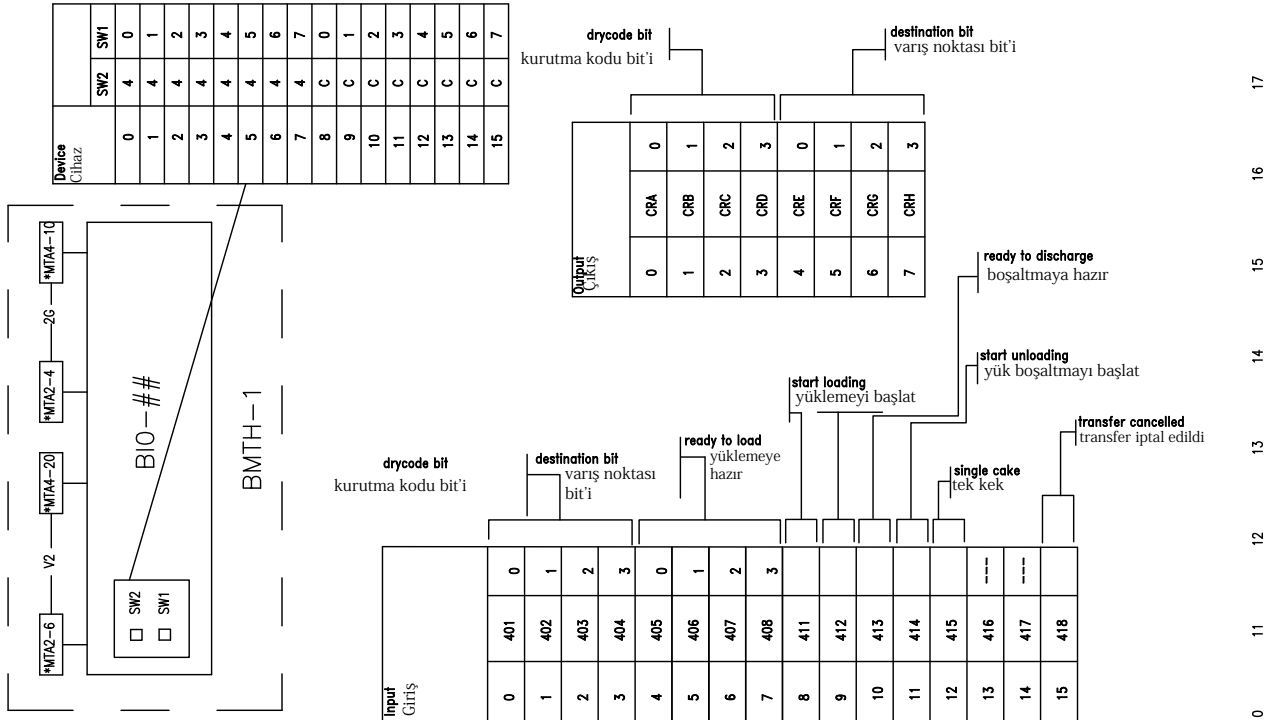 *MTA2-6 V2 *MTA4-20 *MTA2-4 2G *MTA4-10
BIO-##
SW2
SW1
BMTH-1
Device
Cihaz
SW2 SW1
0 4 0
1 4 1
2 4 2
3 4 3
4 4 4
5 4 5
6 4 6
7 4 7
8 C 0
9 C 1
10 C 2
11 C 3
12 C 4
13 C 5
14 C 6
15 C 7
drycode bit
kurutma kodu bit'i
destination bit
varış noktası bit'i
Output
Çıkış
0 CRA 0
1 CRB 1
2 CRC 2
3 CRD 3
4 CRE 0
5 CRF 1
6 CRG 2
7 CRH 3
ready to discharge
boşaltmaya hazır
start unloading
yük boşaltmayı başlat
start loading
yüklemeyi başlat
transfer cancelled
transfer iptal edildi
ready to load
yüklemeye
hazır
single cake
tek kek
destination bit
varış noktası
bit'i
drycode bit
kurutma kodu bit'i
Input
Giriş
0 401 0
1 402 1
2 403 2
3 404 3
4 405 0
5 406 1
6 407 2
7 408 3
8 411
9 412
10 413
11 414
12 415
13 416 ---
14 417 ---
15 418
17
16
15
14
13
12
11
0